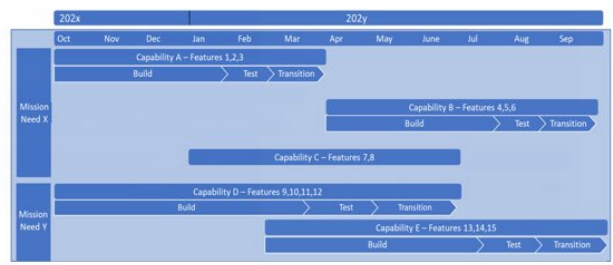 202x 202y
Oct Nov Dec Jan Feb Mar Apr May June Jul Aug Sep
Mission
Need X
Capability A – Features 1,2,3
Build Test Transition
Capability B – Features 4,5,6
Build Test Transition
Capability C – Features 7,8
Mission
Need Y
Capability D – Features 9,10,11,12
Build Test Transition
Capability E – Features 13,14,15
Build Test Transition